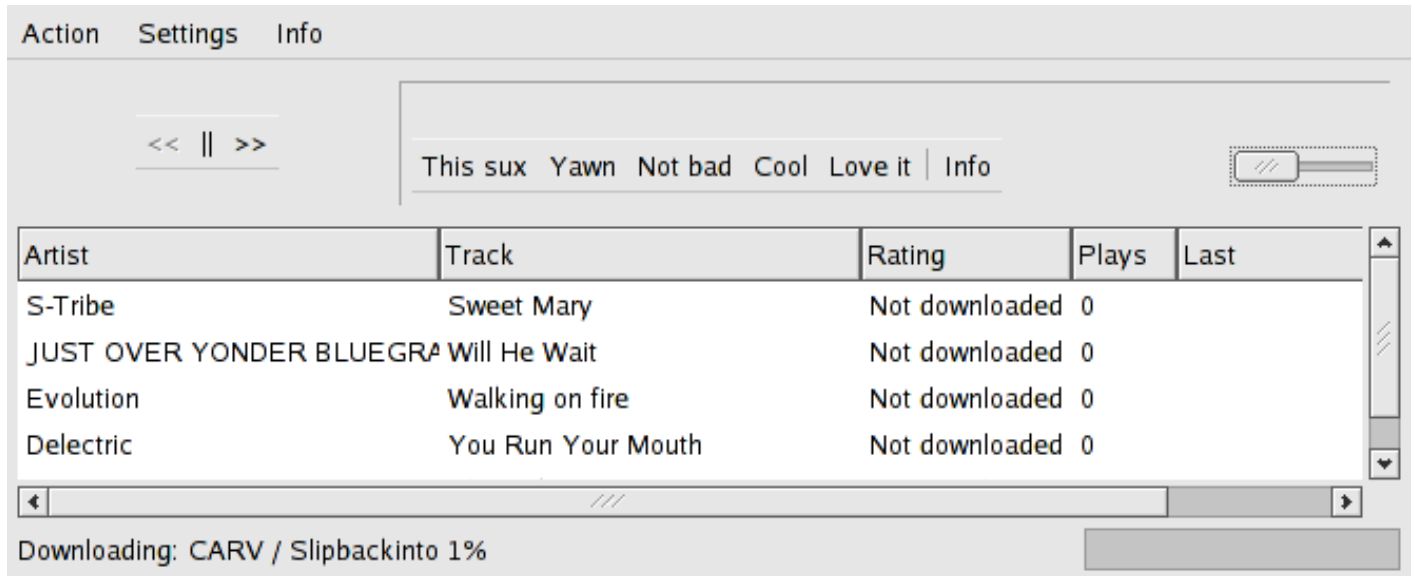 Action Settings Info
<< || >>
This sux Yawn Not bad Cool Love it Info
Artist Track Rating Plays Last
S-Tribe Sweet Mary Not downloaded 0
JUST OVER YONDER BLUEGRA Will He Wait Not downloaded 0
Evolution Walking on fire Not downloaded 0
Delectric You Run Your Mouth Not downloaded 0
Downloading: CARV / Slipbackinto 1%